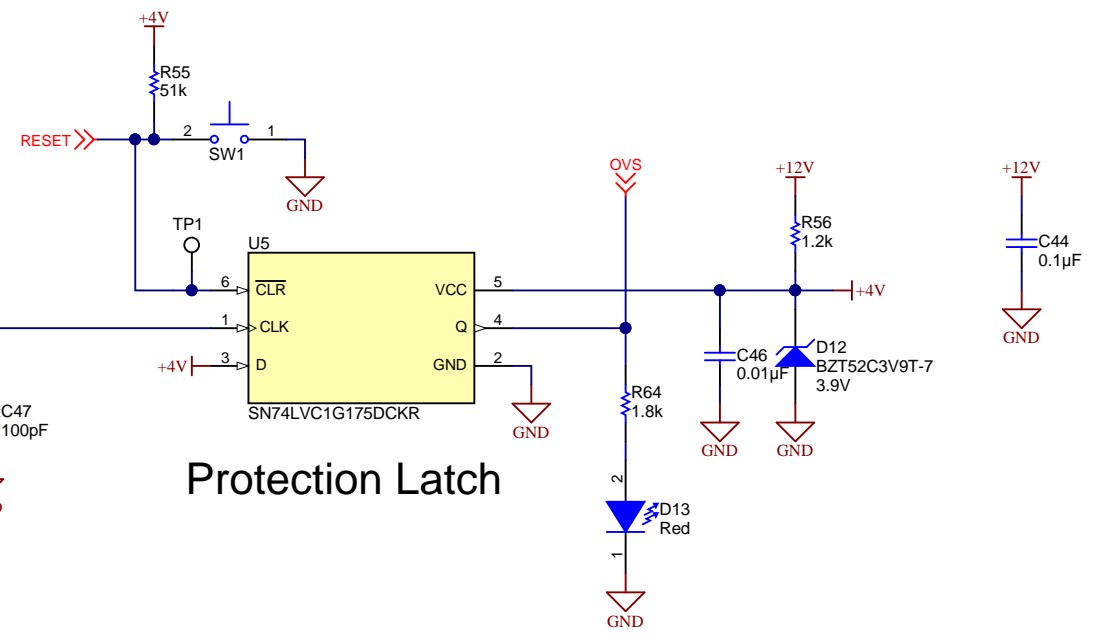 +4V
R55
51k
RESET
2
1
SW1
GND
TP1
U5
6
CLR
1
CLK
+4V
3
D
VCC
5
Q
4
GND
2
SN74LVC1G175DCKR
GND
OVS
R64
1.8k
2
D13
Red
1
GND
+12V
R56
1.2k
+4V
C46
0.01µF
GND
D12
BZT52C3V9T-7
3.9V
GND
+12V
C44
0.1µF
GND
C47
100pF
Protection Latch